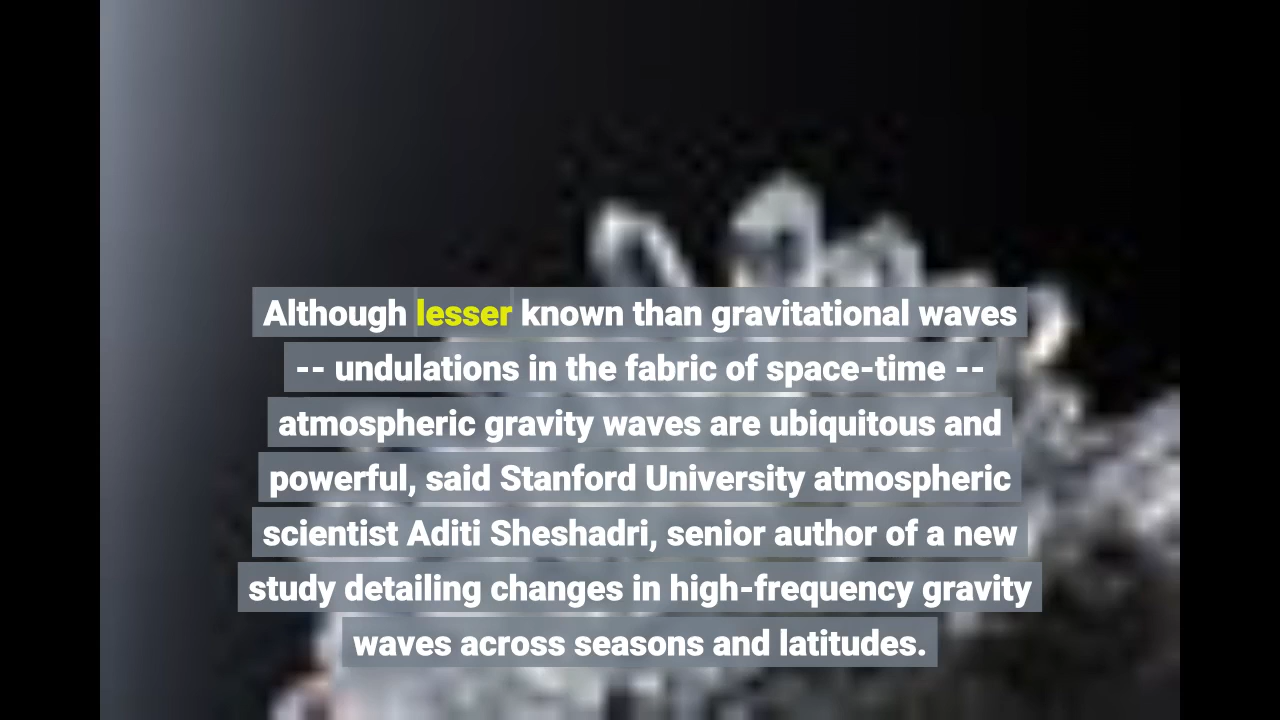 Although lesser known than gravitational waves
-- undulations in the fabric of space-time --
atmospheric gravity waves are ubiquitous and
powerful, said Stanford University atmospheric
scientist Aditi Sheshadri, senior author of a new
study detailing changes in high-frequency gravity
waves across seasons and latitudes.